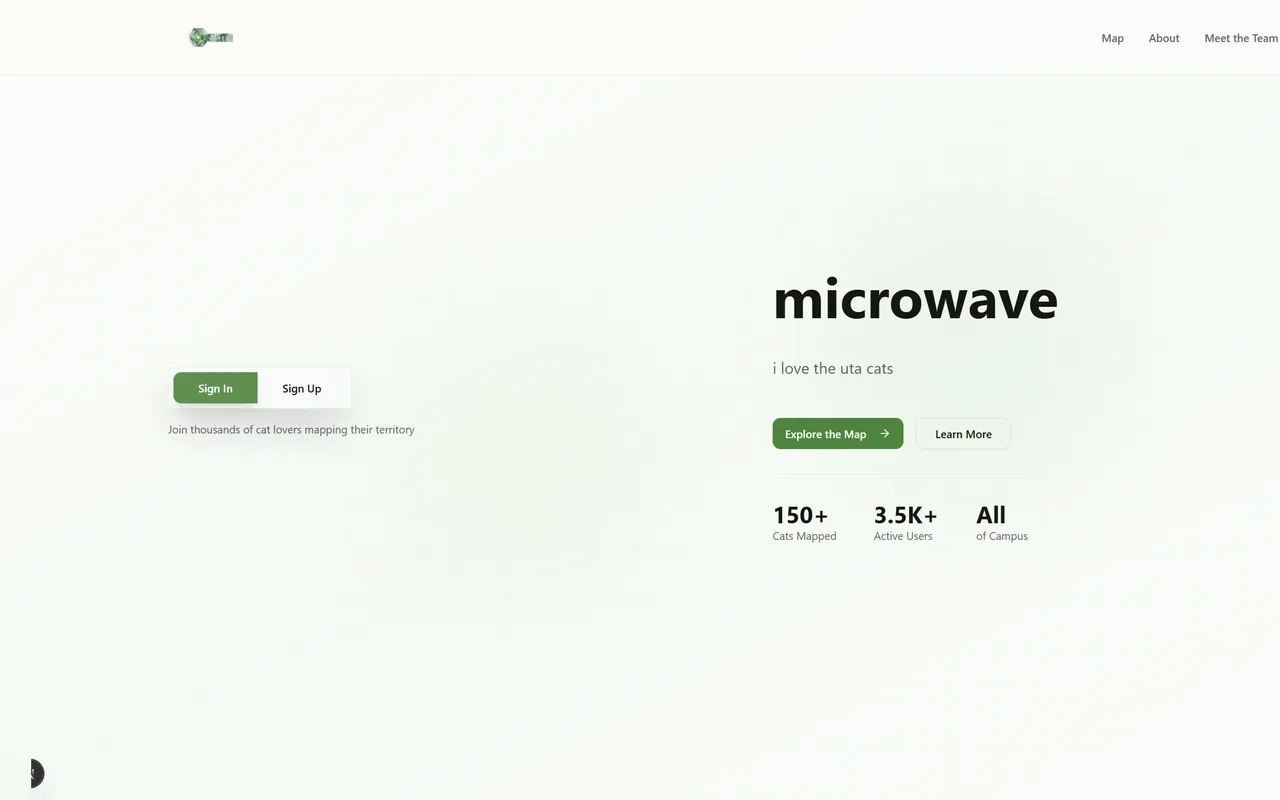 Map
About
Meet the Team
microwave
i love the uta cats
Sign In
Sign Up
Join thousands of cat lovers mapping their territory
Explore the Map →
Learn More
150+
3.5K+
All
Cats Mapped
Active Users
of Campus